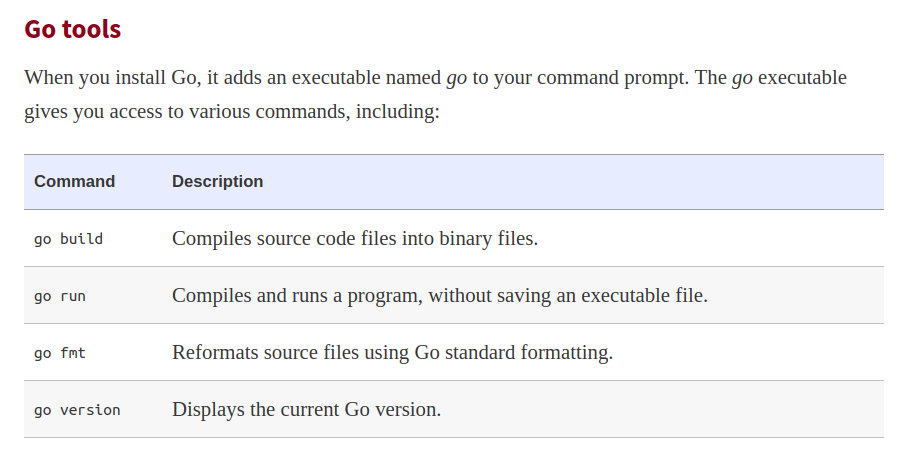 Go tools
When you install Go, it adds an executable named go to your command prompt. The go executable
gives you access to various commands, including:
Command Description
go build Compiles source code files into binary files.
go run Compiles and runs a program, without saving an executable file.
go fmt Reformats source files using Go standard formatting.
go version Displays the current Go version.